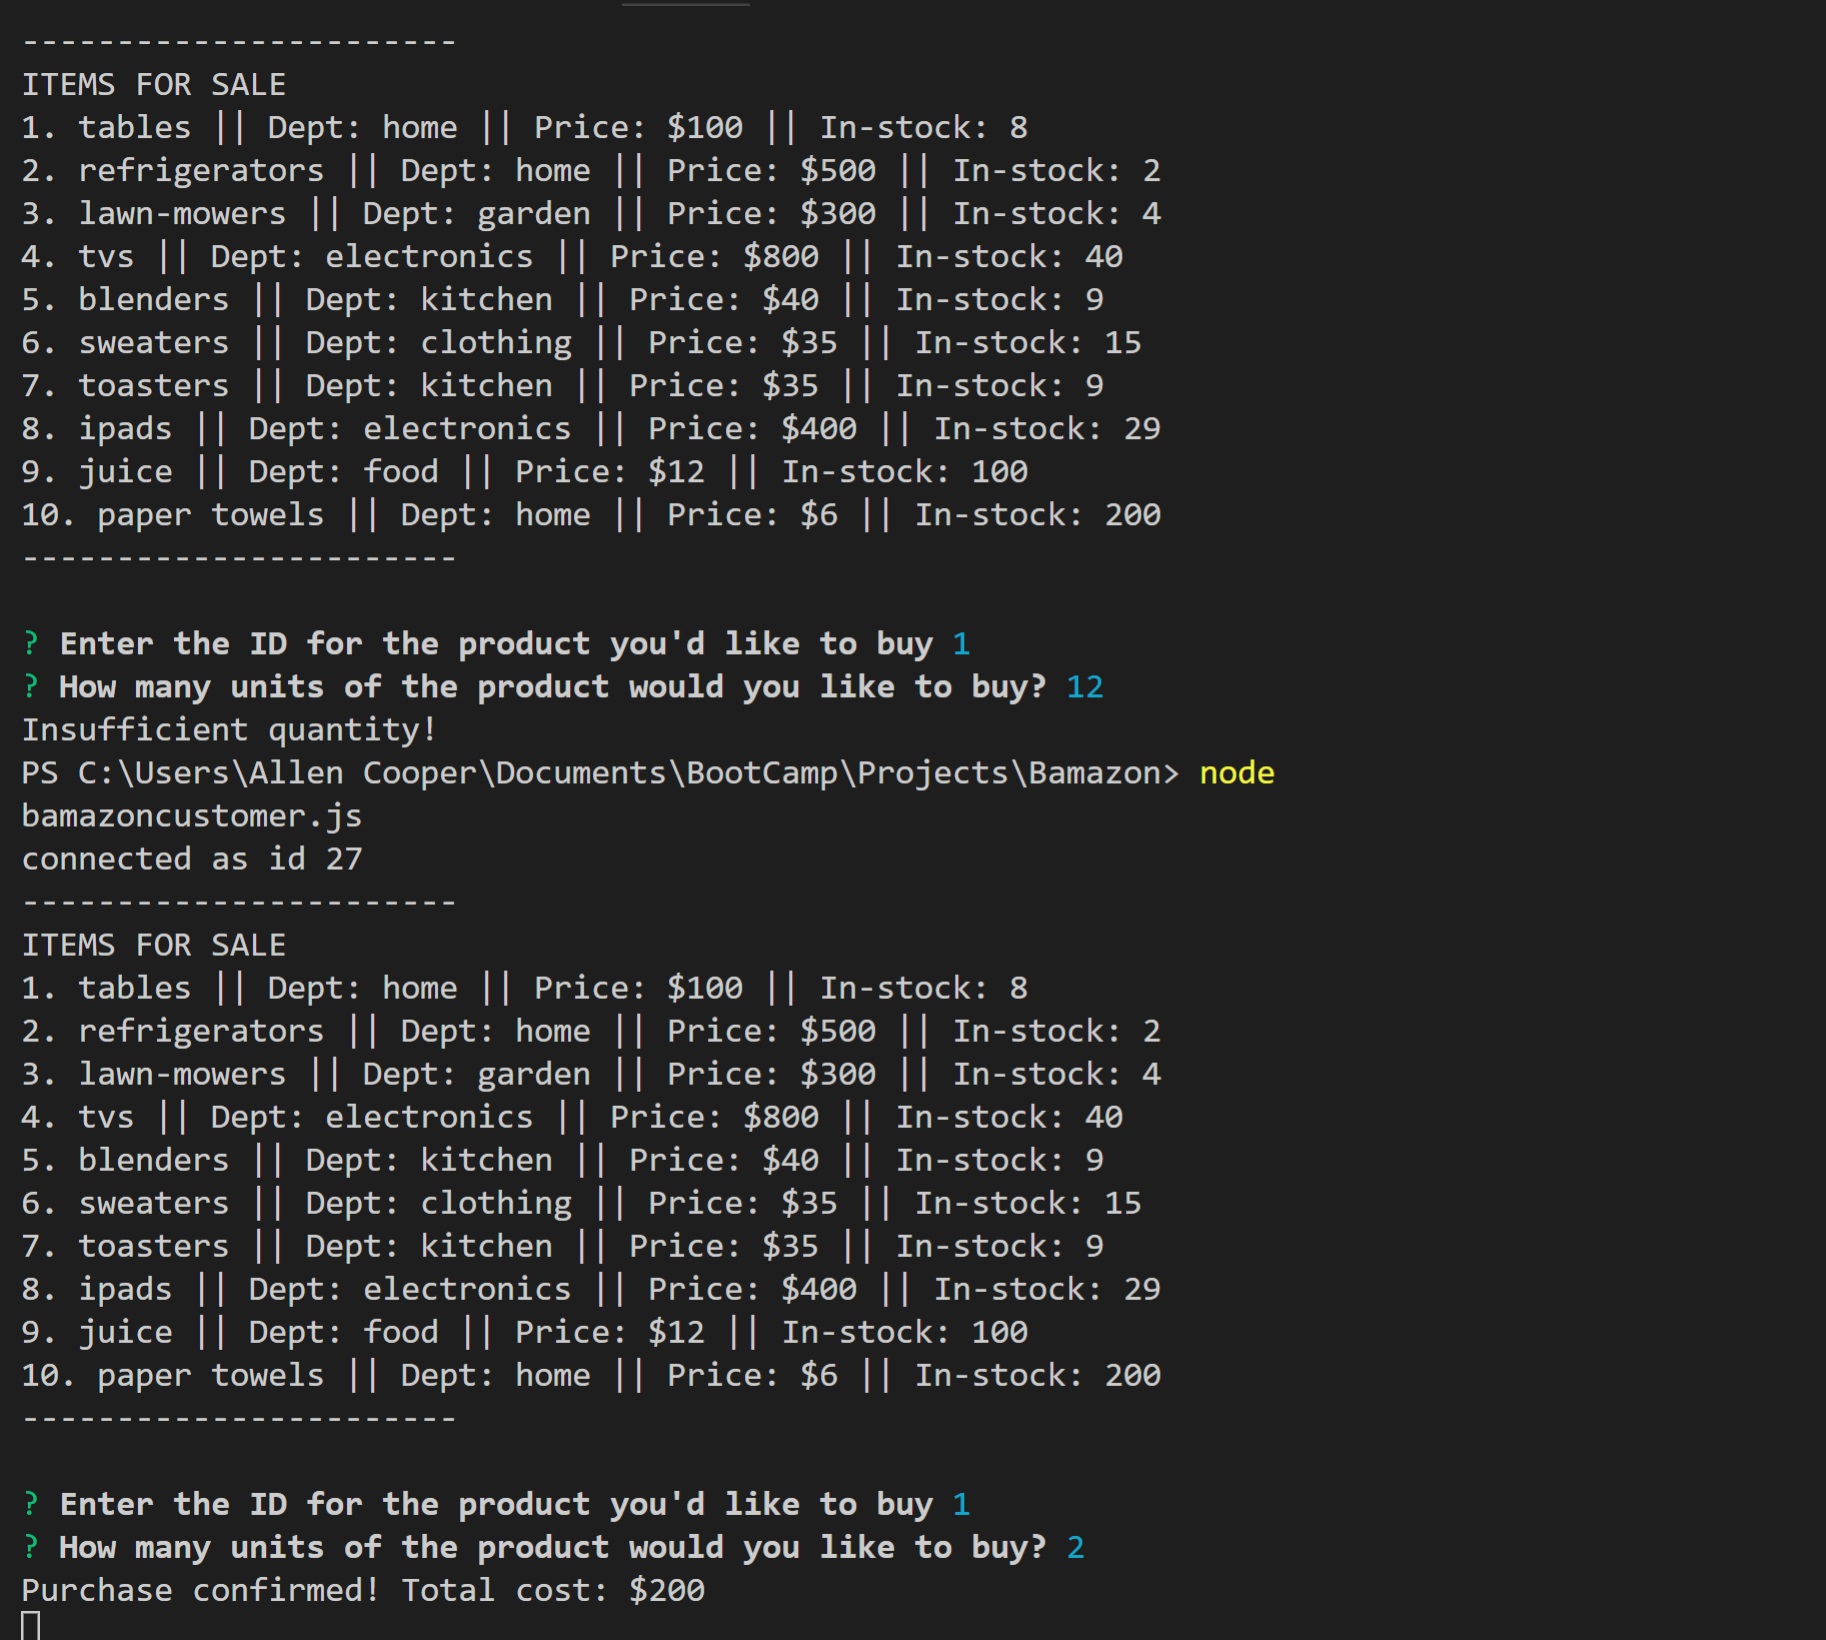 -----------------------
ITEMS FOR SALE
1. tables || Dept: home || Price: $100 || In-stock: 8
2. refrigerators || Dept: home || Price: $500 || In-stock: 2
3. lawn-mowers || Dept: garden || Price: $300 || In-stock: 4
4. tvs || Dept: electronics || Price: $800 || In-stock: 40
5. blenders || Dept: kitchen || Price: $40 || In-stock: 9
6. sweaters || Dept: clothing || Price: $35 || In-stock: 15
7. toasters || Dept: kitchen || Price: $35 || In-stock: 9
8. ipads || Dept: electronics || Price: $400 || In-stock: 29
9. juice || Dept: food || Price: $12 || In-stock: 100
10. paper towels || Dept: home || Price: $6 || In-stock: 200
-----------------------
? Enter the ID for the product you'd like to buy 1
? How many units of the product would you like to buy? 12
Insufficient quantity!
PS C:\Users\Allen Cooper\Documents\BootCamp\Projects\Bamazon> node
bamazoncustomer.js
connected as id 27
-----------------------
ITEMS FOR SALE
1. tables || Dept: home || Price: $100 || In-stock: 8
2. refrigerators || Dept: home || Price: $500 || In-stock: 2
3. lawn-mowers || Dept: garden || Price: $300 || In-stock: 4
4. tvs || Dept: electronics || Price: $800 || In-stock: 40
5. blenders || Dept: kitchen || Price: $40 || In-stock: 9
6. sweaters || Dept: clothing || Price: $35 || In-stock: 15
7. toasters || Dept: kitchen || Price: $35 || In-stock: 9
8. ipads || Dept: electronics || Price: $400 || In-stock: 29
9. juice || Dept: food || Price: $12 || In-stock: 100
10. paper towels || Dept: home || Price: $6 || In-stock: 200
-----------------------
? Enter the ID for the product you'd like to buy 1
? How many units of the product would you like to buy? 2
Purchase confirmed! Total cost: $200